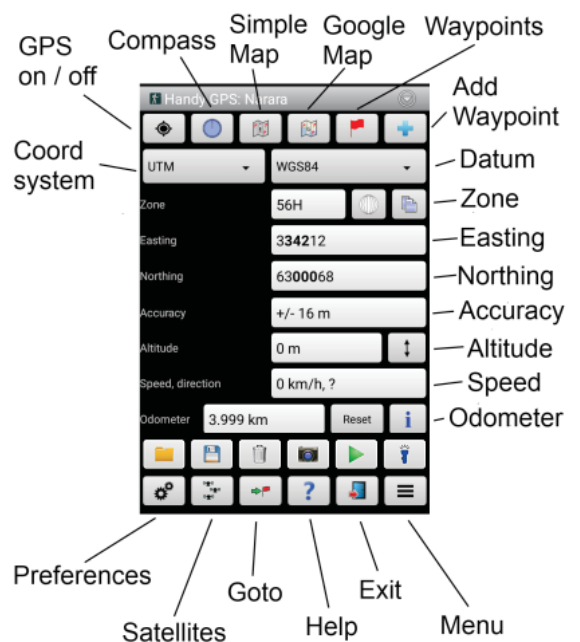 GPS
on / off
Compass
Simple
Map
Google
Map
Waypoints
Add
Waypoint
Handy GPS: Narara
Coord
system
UTM
WGS84
Datum
Zone
56H
Zone
Easting
334212
Easting
Northing
6300068
Northing
Accuracy
+/- 16 m
Accuracy
Altitude
0 m
Altitude
Speed, direction
0 km/h, ?
Speed
Odometer
3.999 km
Reset
i
Odometer
?
Preferences
Satellites
Goto
Help
Exit
Menu